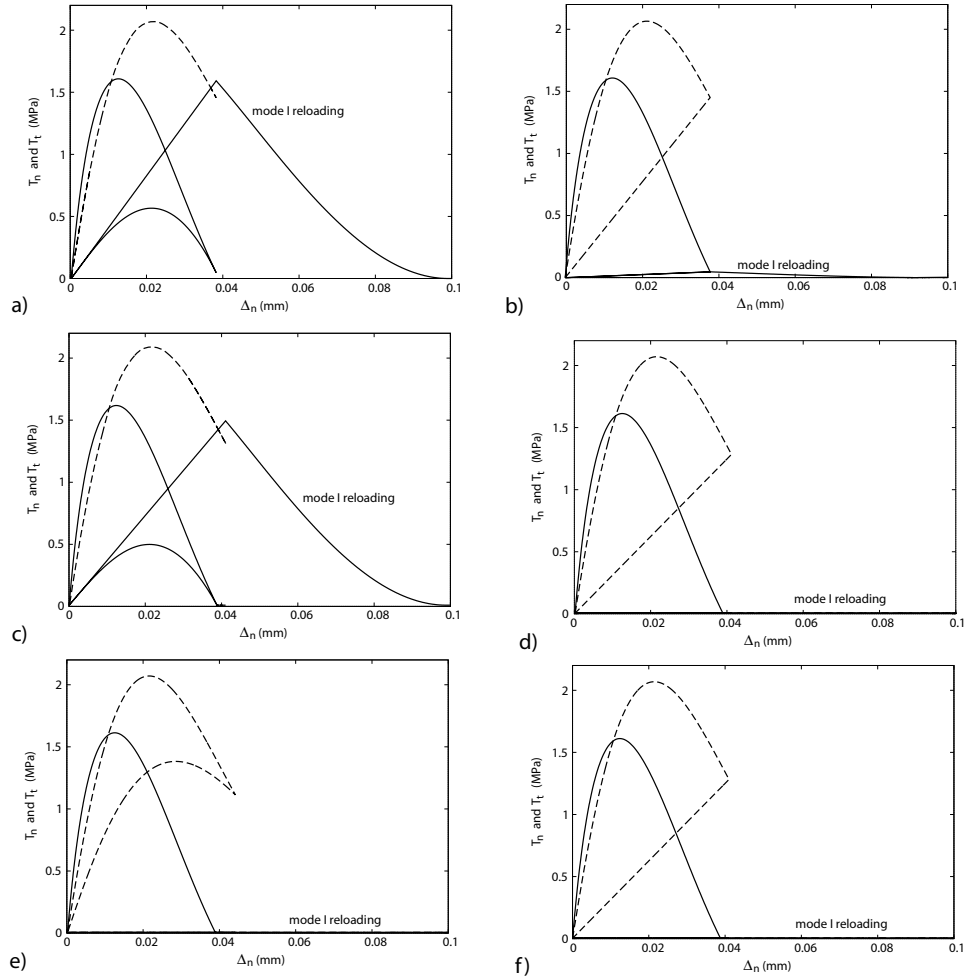 2
1.5
1
0.5
0
T_n and T_t (MPa)
mode I reloading
0 0.02 0.04 0.06 0.08 0.1
Δ_n (mm)
a)
2
1.5
1
0.5
0
T_n and T_t (MPa)
mode I reloading
0 0.02 0.04 0.06 0.08 0.1
Δ_n (mm)
b)
2
1.5
1
0.5
0
T_n and T_t (MPa)
mode I reloading
0 0.02 0.04 0.06 0.08 0.1
Δ_n (mm)
c)
2
1.5
1
0.5
0
T_n and T_t (MPa)
mode I reloading
0 0.02 0.04 0.06 0.08 0.1
Δ_n (mm)
d)
2
1.5
1
0.5
0
T_n and T_t (MPa)
mode I reloading
0 0.02 0.04 0.06 0.08 0.1
Δ_n (mm)
e)
2
1.5
1
0.5
0
T_n and T_t (MPa)
mode I reloading
0 0.02 0.04 0.06 0.08 0.1
Δ_n (mm)
f)